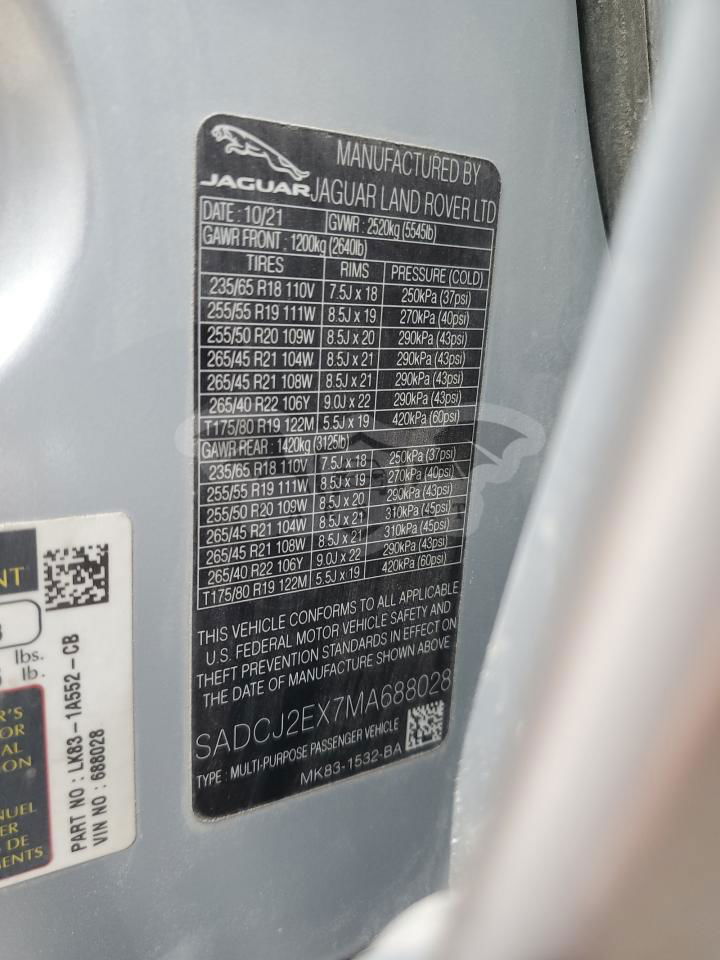 JAGUAR
MANUFACTURED BY
JAGUAR LAND ROVER LTD
DATE : 10/21 GVWR : 2520kg (5545lb)
GAWR FRONT : 1200kg (2640lb)
TIRES RIMS PRESSURE (COLD)
235/65 R18 110V 7.5J x 18 250kPa (37psi)
255/55 R19 111W 8.5J x 19 270kPa (40psi)
255/50 R20 109W 8.5J x 20 290kPa (43psi)
265/45 R21 104W 8.5J x 21 290kPa (43psi)
265/45 R21 108W 8.5J x 21 290kPa (43psi)
265/40 R22 106Y 9.0J x 22 290kPa (43psi)
T175/80 R19 122M 5.5J x 19 420kPa (60psi)
GAWR REAR : 1420kg (3125lb)
235/65 R18 110V 7.5J x 18 250kPa (37psi)
255/55 R19 111W 8.5J x 19 270kPa (40psi)
255/50 R20 109W 8.5J x 20 290kPa (43psi)
265/45 R21 104W 8.5J x 21 310kPa (45psi)
265/45 R21 108W 8.5J x 21 310kPa (45psi)
265/40 R22 106Y 9.0J x 22 290kPa (43psi)
T175/80 R19 122M 5.5J x 19 420kPa (60psi)
THIS VEHICLE CONFORMS TO ALL APPLICABLE
U.S. FEDERAL MOTOR VEHICLE SAFETY AND
THEFT PREVENTION STANDARDS IN EFFECT ON
THE DATE OF MANUFACTURE SHOWN ABOVE
SADCJ2EX7MA688028
TYPE : MULTI-PURPOSE PASSENGER VEHICLE
MK83-1532-BA
lbs.
lb.
PART NO : LK83-1A552-CB
VIN NO : 688028
DE